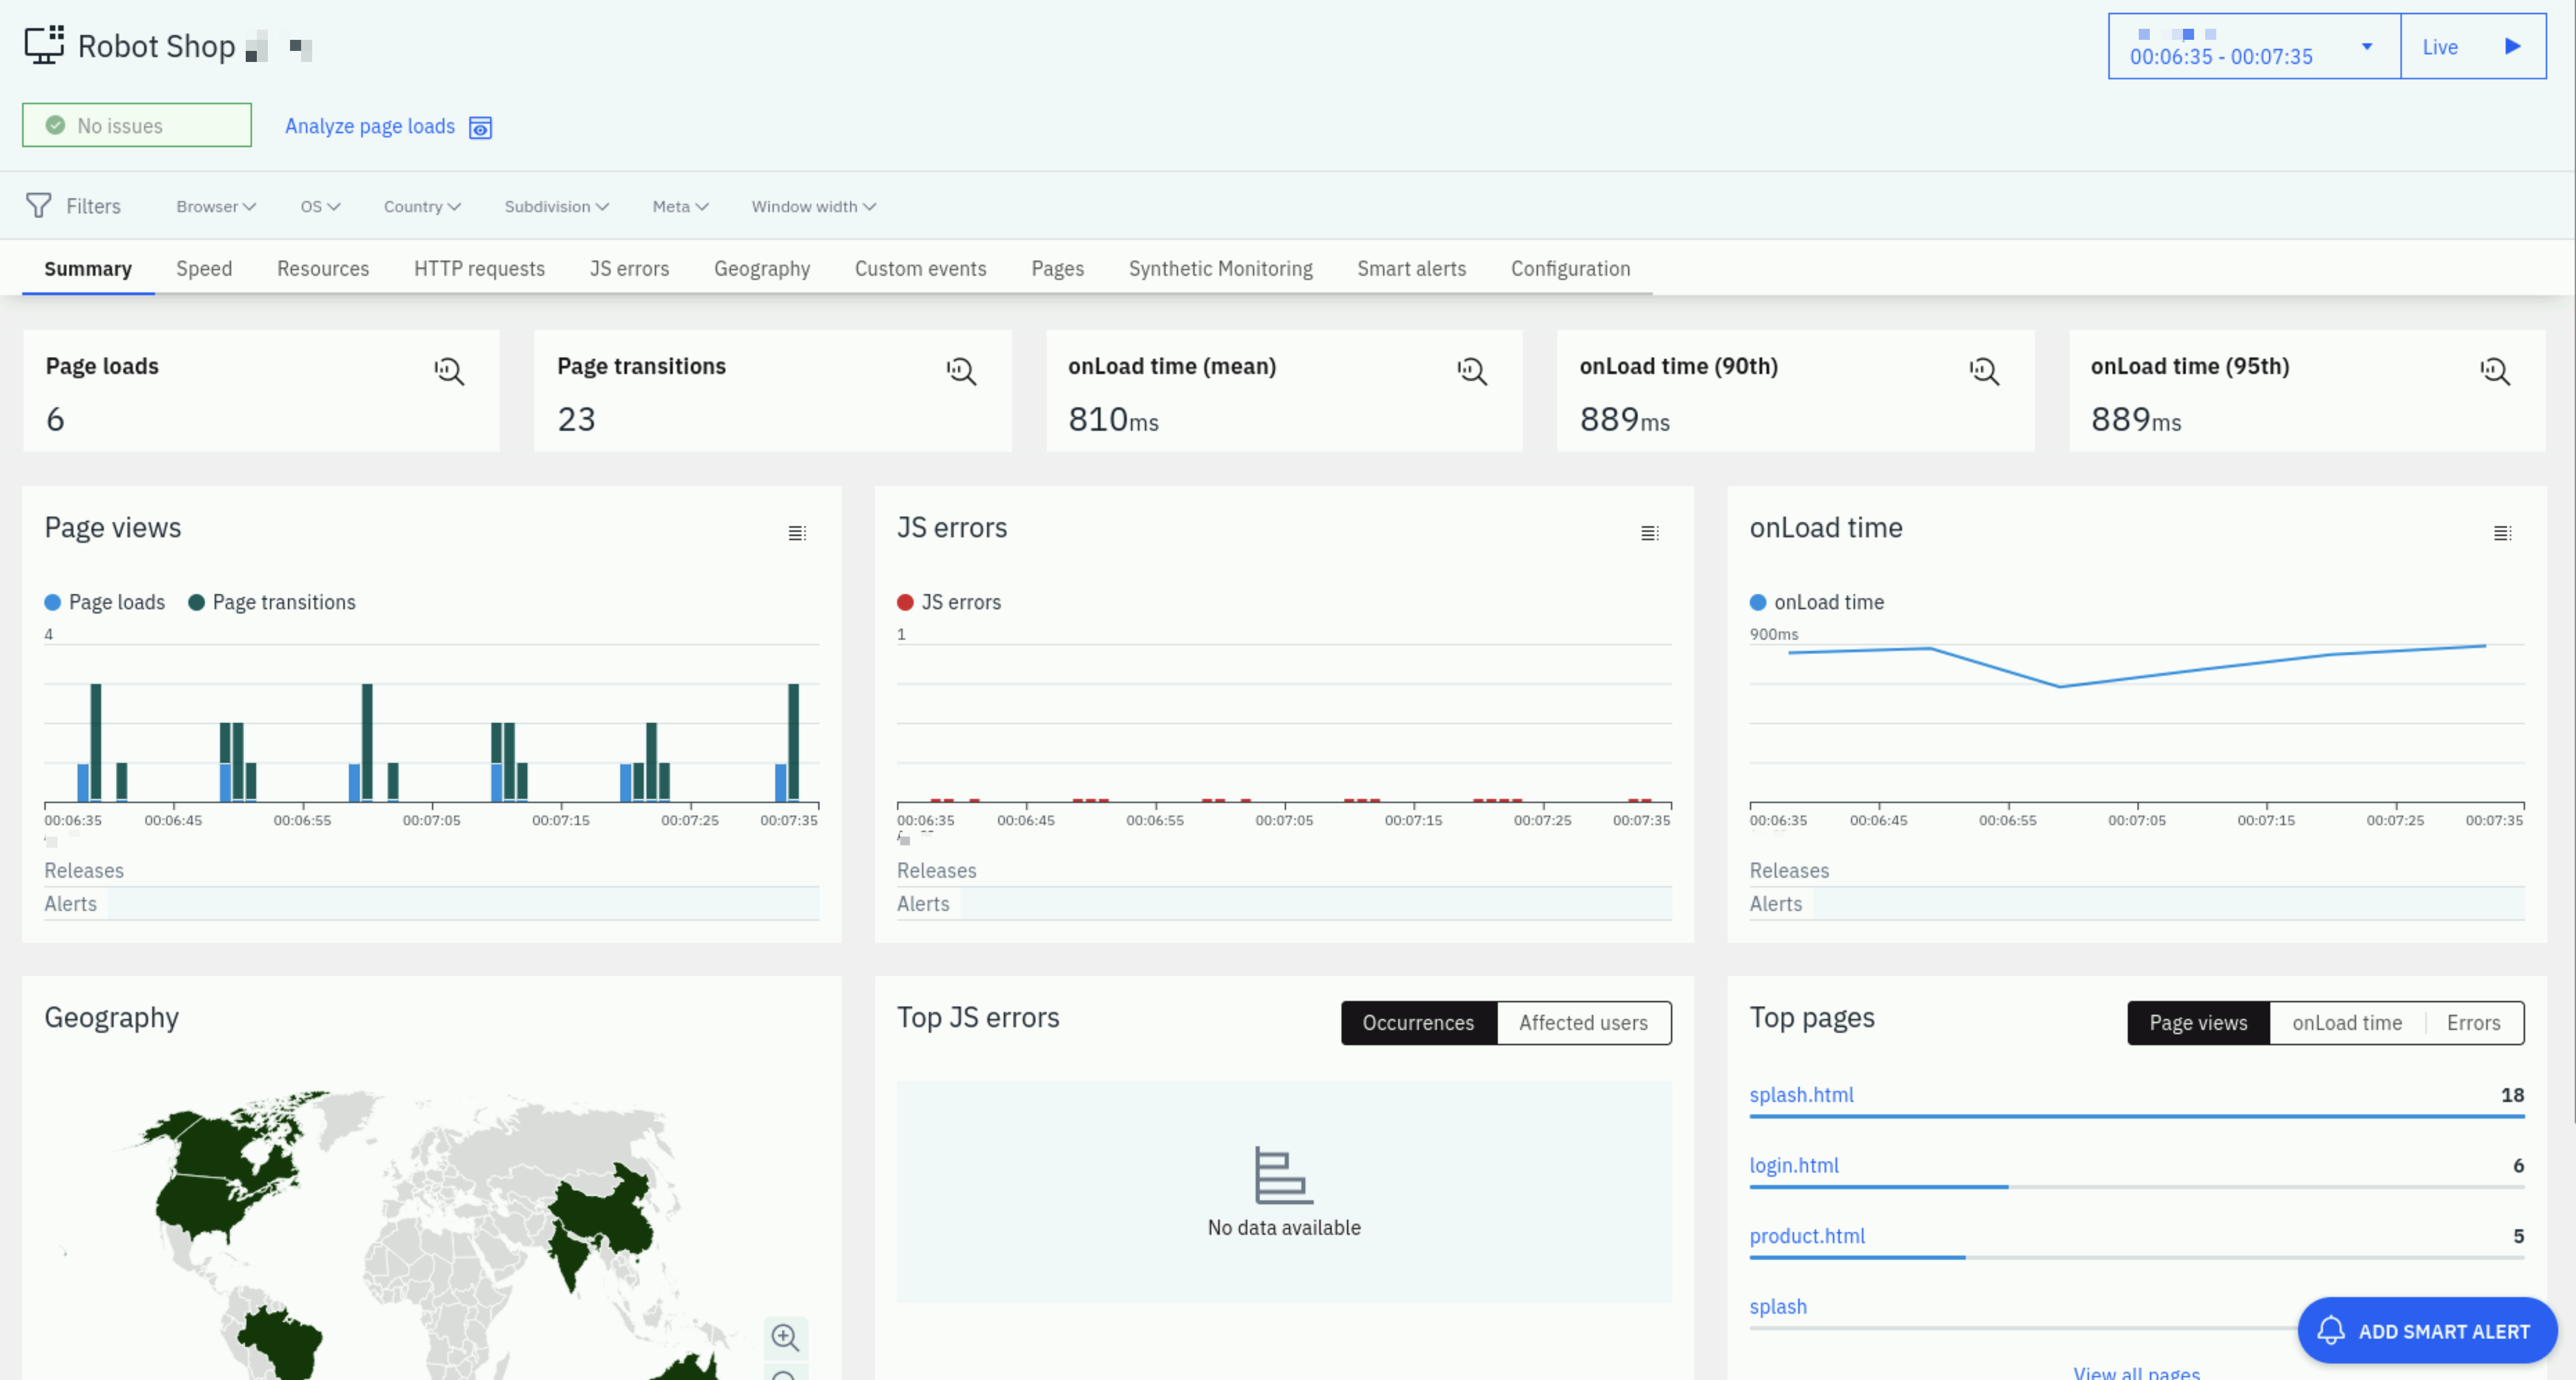 Robot Shop
00:06:35 - 00:07:35
Live
No issues
Analyze page loads
Filters
Browser
OS
Country
Subdivision
Meta
Window width
Summary
Speed
Resources
HTTP requests
JS errors
Geography
Custom events
Pages
Synthetic Monitoring
Smart alerts
Configuration
Page loads
6
Page transitions
23
onLoad time (mean)
810ms
onLoad time (90th)
889ms
onLoad time (95th)
889ms
Page views
Page loads
Page transitions
4
00:06:35
00:06:45
00:06:55
00:07:05
00:07:15
00:07:25
00:07:35
Releases
Alerts
JS errors
JS errors
1
00:06:35
00:06:45
00:06:55
00:07:05
00:07:15
00:07:25
00:07:35
Releases
Alerts
onLoad time
onLoad time
900ms
00:06:35
00:06:45
00:06:55
00:07:05
00:07:15
00:07:25
00:07:35
Releases
Alerts
Geography
Top JS errors
Occurrences
Affected users
No data available
Top pages
Page views
onLoad time
Errors
splash.html
18
login.html
6
product.html
5
splash
ADD SMART ALERT
View all pages